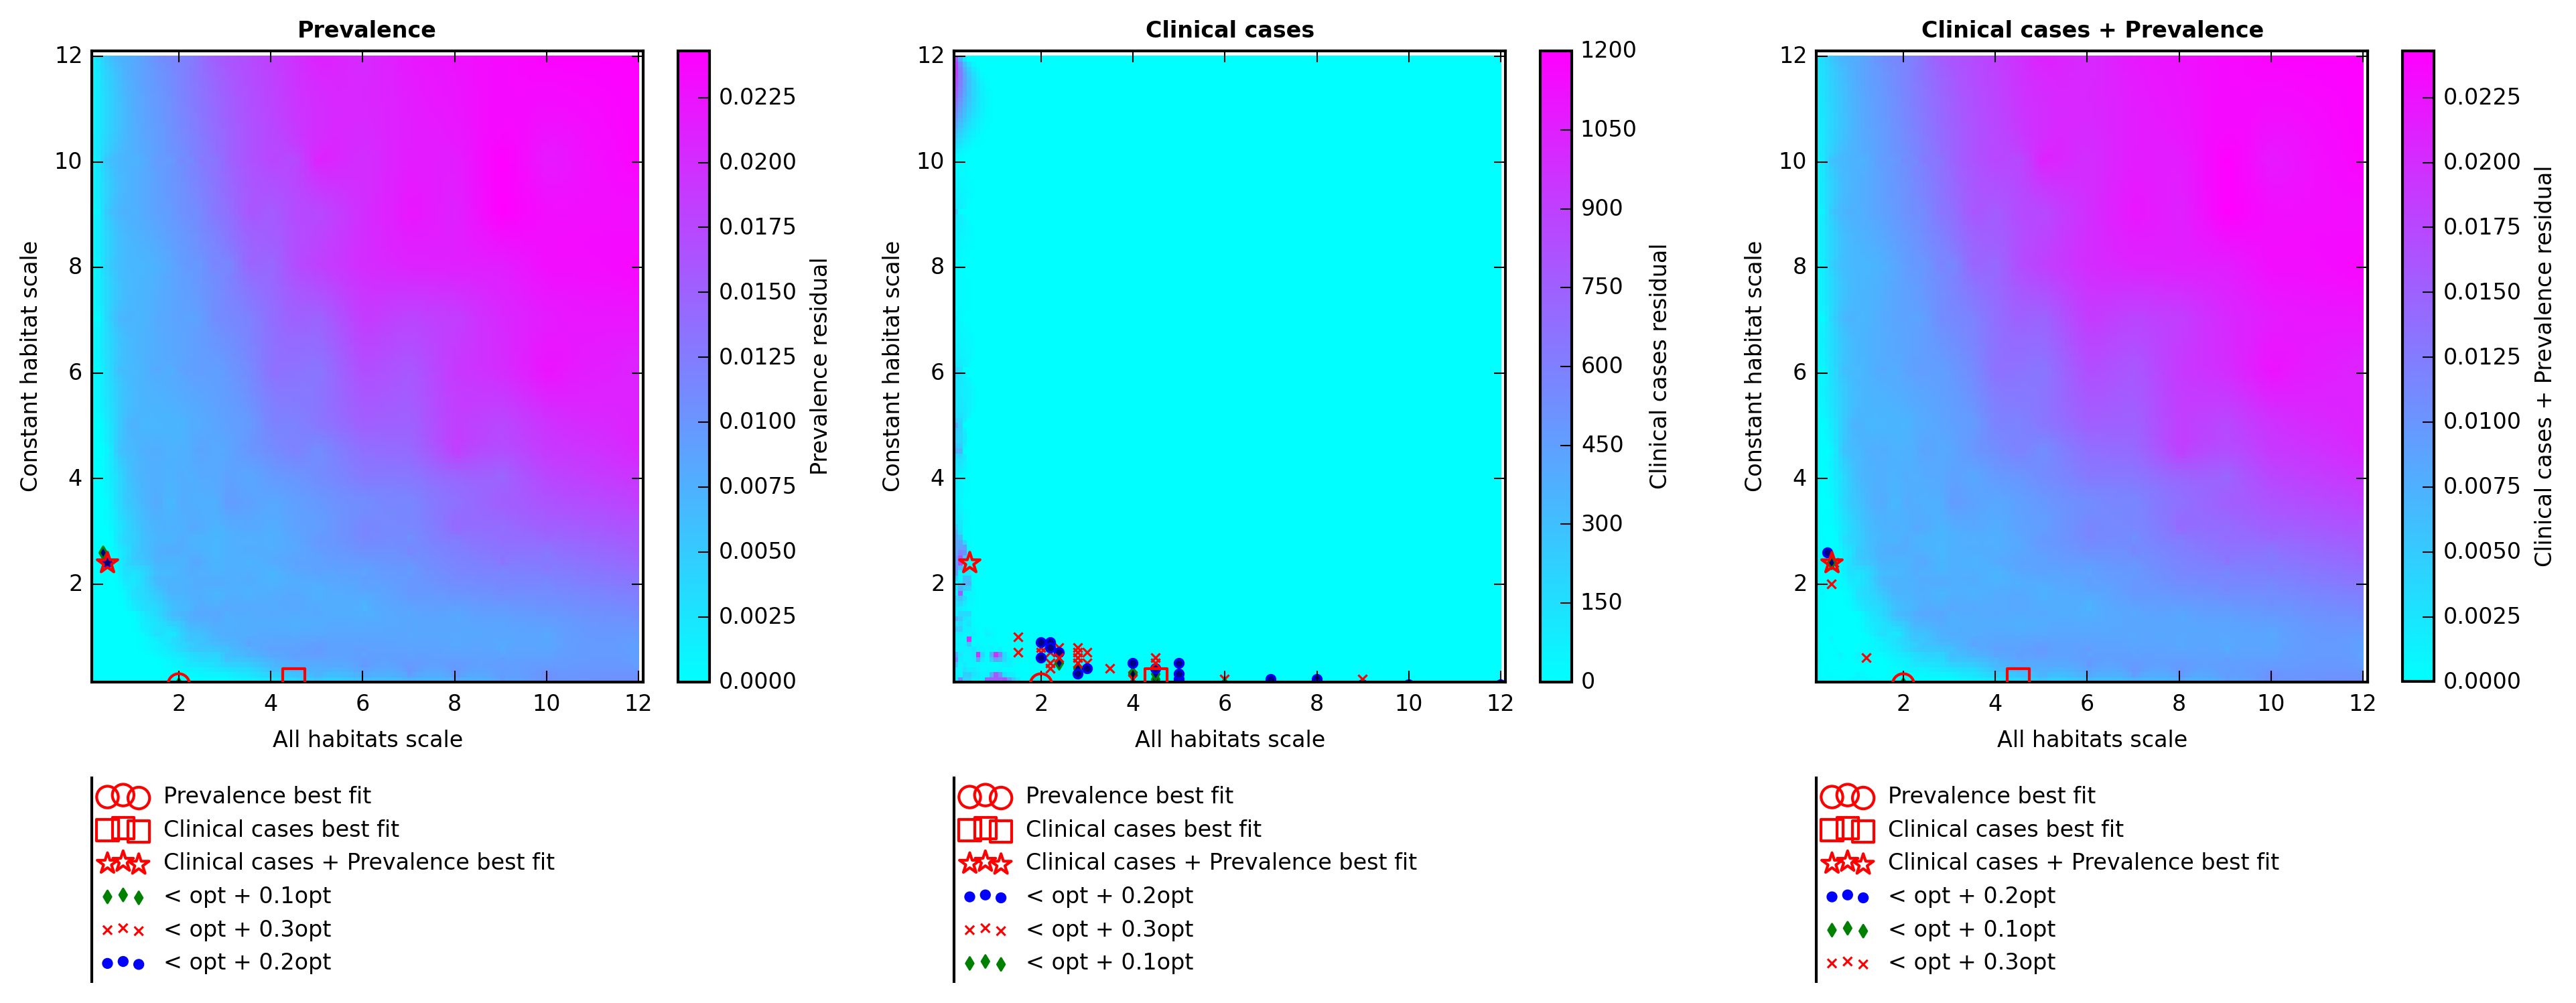 Prevalence
12
10
8
6
4
2
Constant habitat scale
2 4 6 8 10 12
All habitats scale
0.0225
0.0200
0.0175
0.0150
0.0125
0.0100
0.0075
0.0050
0.0025
0.0000
Prevalence residual
Prevalence best fit
Clinical cases best fit
Clinical cases + Prevalence best fit
< opt + 0.1opt
< opt + 0.3opt
< opt + 0.2opt
Clinical cases
12
10
8
6
4
2
Constant habitat scale
2 4 6 8 10 12
All habitats scale
1200
1050
900
750
600
450
300
150
0
Clinical cases residual
Prevalence best fit
Clinical cases best fit
Clinical cases + Prevalence best fit
< opt + 0.2opt
< opt + 0.3opt
< opt + 0.1opt
Clinical cases + Prevalence
12
10
8
6
4
2
Constant habitat scale
2 4 6 8 10 12
All habitats scale
0.0225
0.0200
0.0175
0.0150
0.0125
0.0100
0.0075
0.0050
0.0025
0.0000
Clinical cases + Prevalence residual
Prevalence best fit
Clinical cases best fit
Clinical cases + Prevalence best fit
< opt + 0.2opt
< opt + 0.1opt
< opt + 0.3opt